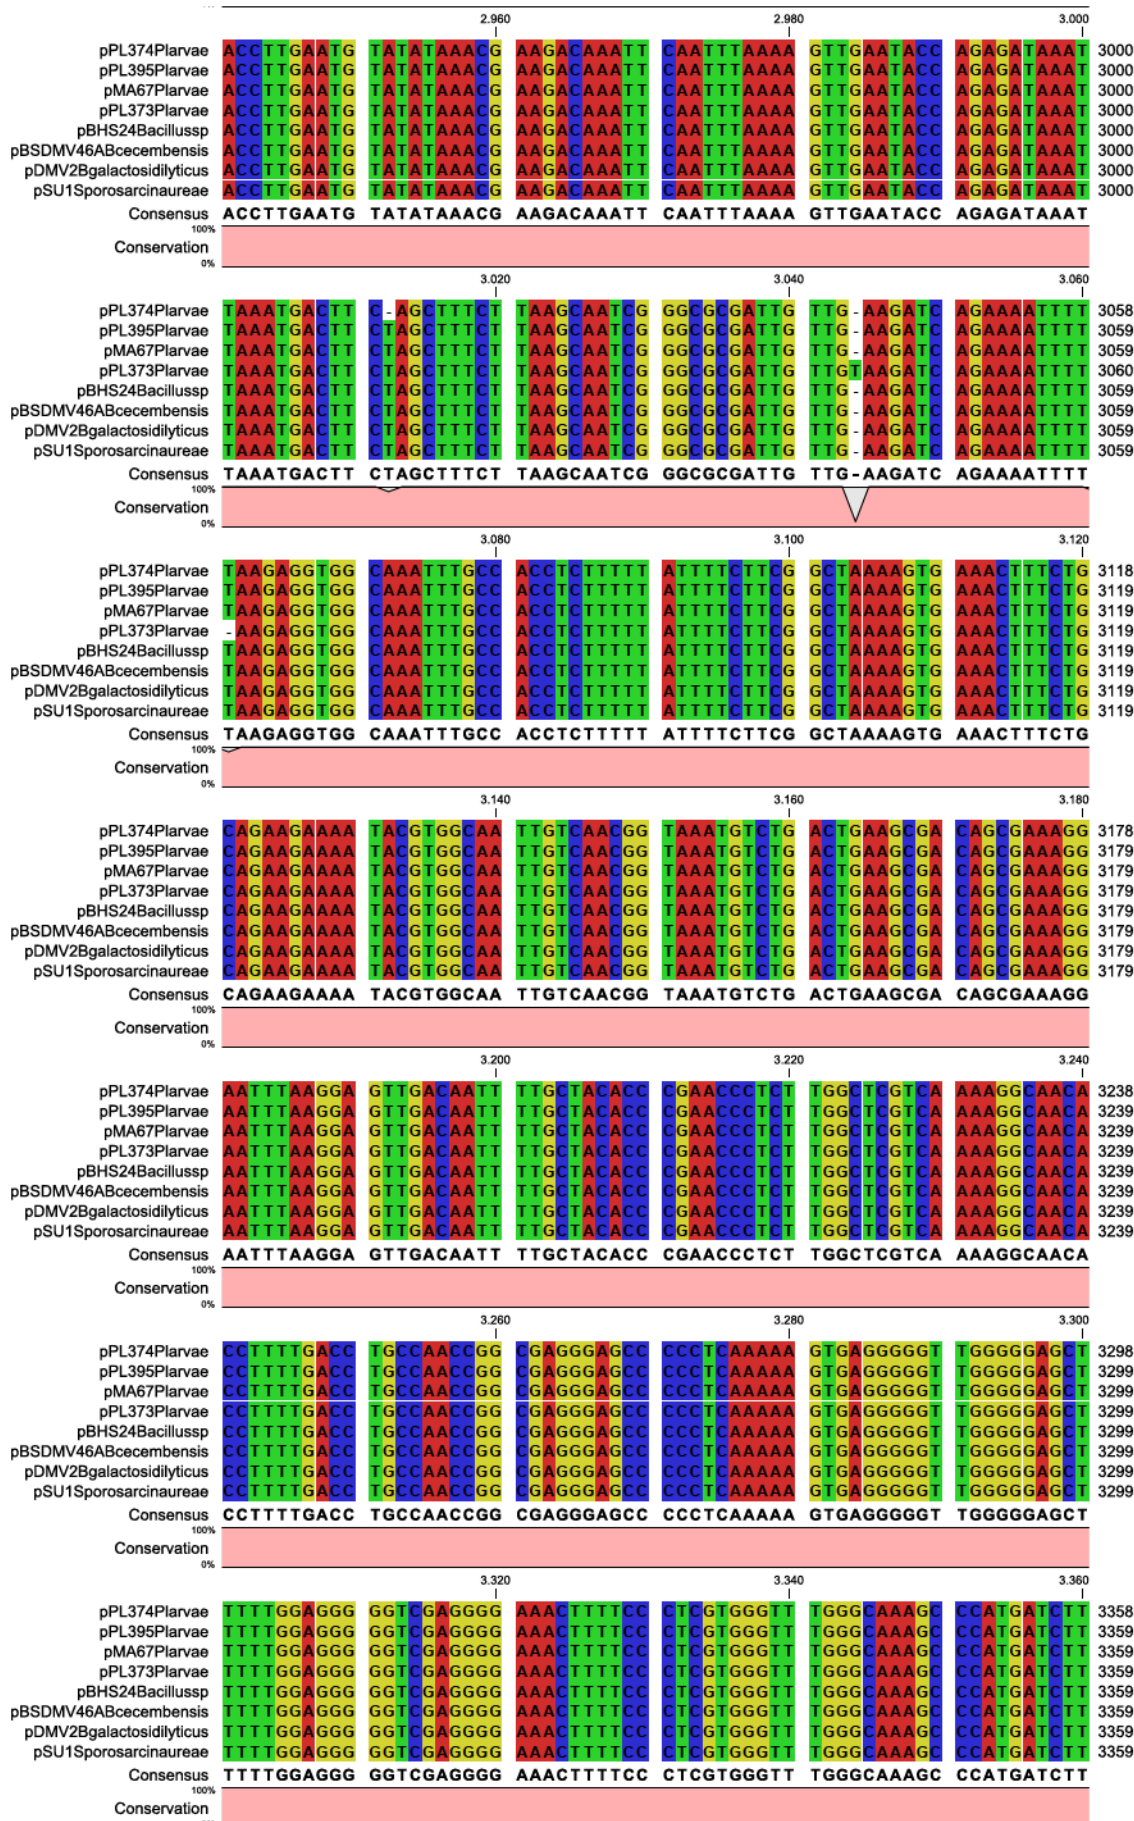 2.960 2.980 3.000
pPL374Plarvae ACCTTGAATG TATATAAACG AAGACAAATT CAATTTAAAA GTTGAATACC AGAGATAAAT 3000
pPL395Plarvae ACCTTGAATG TATATAAACG AAGACAAATT CAATTTAAAA GTTGAATACC AGAGATAAAT 3000
pMA67Plarvae ACCTTGAATG TATATAAACG AAGACAAATT CAATTTAAAA GTTGAATACC AGAGATAAAT 3000
pPL373Plarvae ACCTTGAATG TATATAAACG AAGACAAATT CAATTTAAAA GTTGAATACC AGAGATAAAT 3000
pBHS24Bacillussp ACCTTGAATG TATATAAACG AAGACAAATT CAATTTAAAA GTTGAATACC AGAGATAAAT 3000
pBSDMV46ABcecembensis ACCTTGAATG TATATAAACG AAGACAAATT CAATTTAAAA GTTGAATACC AGAGATAAAT 3000
pDMV2Bgalactosidilyticus ACCTTGAATG TATATAAACG AAGACAAATT CAATTTAAAA GTTGAATACC AGAGATAAAT 3000
pSU1Sporosarcinaureae ACCTTGAATG TATATAAACG AAGACAAATT CAATTTAAAA GTTGAATACC AGAGATAAAT 3000
Consensus ACCTTGAATG TATATAAACG AAGACAAATT CAATTTAAAA GTTGAATACC AGAGATAAAT
100%
Conservation
0%
3.020 3.040 3.060
pPL374Plarvae TAAATGACTT C-AGCTTTCT TAAGCAATCG GGCGCGATTG TTG-AAGATC AGAAAATTTT 3058
pPL395Plarvae TAAATGACTT CTAGCTTTCT TAAGCAATCG GGCGCGATTG TTG-AAGATC AGAAAATTTT 3059
pMA67Plarvae TAAATGACTT CTAGCTTTCT TAAGCAATCG GGCGCGATTG TTG-AAGATC AGAAAATTTT 3059
pPL373Plarvae TAAATGACTT CTAGCTTTCT TAAGCAATCG GGCGCGATTG TTGTAAGATC AGAAAATTTT 3060
pBHS24Bacillussp TAAATGACTT CTAGCTTTCT TAAGCAATCG GGCGCGATTG TTG-AAGATC AGAAAATTTT 3059
pBSDMV46ABcecembensis TAAATGACTT CTAGCTTTCT TAAGCAATCG GGCGCGATTG TTG-AAGATC AGAAAATTTT 3059
pDMV2Bgalactosidilyticus TAAATGACTT CTAGCTTTCT TAAGCAATCG GGCGCGATTG TTG-AAGATC AGAAAATTTT 3059
pSU1Sporosarcinaureae TAAATGACTT CTAGCTTTCT TAAGCAATCG GGCGCGATTG TTG-AAGATC AGAAAATTTT 3059
Consensus TAAATGACTT CTAGCTTTCT TAAGCAATCG GGCGCGATTG TTG-AAGATC AGAAAATTTT
100%
Conservation
0%
3.080 3.100 3.120
pPL374Plarvae TAAGAGGTGG CAAATTTGCC ACCTCTTTTT ATTTTCTTCG GCTAAAAGTG AAACTTTCTG 3118
pPL395Plarvae TAAGAGGTGG CAAATTTGCC ACCTCTTTTT ATTTTCTTCG GCTAAAAGTG AAACTTTCTG 3119
pMA67Plarvae TAAGAGGTGG CAAATTTGCC ACCTCTTTTT ATTTTCTTCG GCTAAAAGTG AAACTTTCTG 3119
pPL373Plarvae -AAGAGGTGG CAAATTTGCC ACCTCTTTTT ATTTTCTTCG GCTAAAAGTG AAACTTTCTG 3119
pBHS24Bacillussp TAAGAGGTGG CAAATTTGCC ACCTCTTTTT ATTTTCTTCG GCTAAAAGTG AAACTTTCTG 3119
pBSDMV46ABcecembensis TAAGAGGTGG CAAATTTGCC ACCTCTTTTT ATTTTCTTCG GCTAAAAGTG AAACTTTCTG 3119
pDMV2Bgalactosidilyticus TAAGAGGTGG CAAATTTGCC ACCTCTTTTT ATTTTCTTCG GCTAAAAGTG AAACTTTCTG 3119
pSU1Sporosarcinaureae TAAGAGGTGG CAAATTTGCC ACCTCTTTTT ATTTTCTTCG GCTAAAAGTG AAACTTTCTG 3119
Consensus TAAGAGGTGG CAAATTTGCC ACCTCTTTTT ATTTTCTTCG GCTAAAAGTG AAACTTTCTG
100%
Conservation
0%
3.140 3.160 3.180
pPL374Plarvae CAGAAGAAAA TACGTGGCAA TTGTCAACGG TAAATGTCTG ACTGAAGCGA CAGCGAAAGG 3178
pPL395Plarvae CAGAAGAAAA TACGTGGCAA TTGTCAACGG TAAATGTCTG ACTGAAGCGA CAGCGAAAGG 3179
pMA67Plarvae CAGAAGAAAA TACGTGGCAA TTGTCAACGG TAAATGTCTG ACTGAAGCGA CAGCGAAAGG 3179
pPL373Plarvae CAGAAGAAAA TACGTGGCAA TTGTCAACGG TAAATGTCTG ACTGAAGCGA CAGCGAAAGG 3179
pBHS24Bacillussp CAGAAGAAAA TACGTGGCAA TTGTCAACGG TAAATGTCTG ACTGAAGCGA CAGCGAAAGG 3179
pBSDMV46ABcecembensis CAGAAGAAAA TACGTGGCAA TTGTCAACGG TAAATGTCTG ACTGAAGCGA CAGCGAAAGG 3179
pDMV2Bgalactosidilyticus CAGAAGAAAA TACGTGGCAA TTGTCAACGG TAAATGTCTG ACTGAAGCGA CAGCGAAAGG 3179
pSU1Sporosarcinaureae CAGAAGAAAA TACGTGGCAA TTGTCAACGG TAAATGTCTG ACTGAAGCGA CAGCGAAAGG 3179
Consensus CAGAAGAAAA TACGTGGCAA TTGTCAACGG TAAATGTCTG ACTGAAGCGA CAGCGAAAGG
100%
Conservation
0%
3.200 3.220 3.240
pPL374Plarvae AATTTAAGGA GTTGACAATT TTGCTACACC CGAACCCTCT TGGCTCGTCA AAAGGCAACA 3238
pPL395Plarvae AATTTAAGGA GTTGACAATT TTGCTACACC CGAACCCTCT TGGCTCGTCA AAAGGCAACA 3239
pMA67Plarvae AATTTAAGGA GTTGACAATT TTGCTACACC CGAACCCTCT TGGCTCGTCA AAAGGCAACA 3239
pPL373Plarvae AATTTAAGGA GTTGACAATT TTGCTACACC CGAACCCTCT TGGCTCGTCA AAAGGCAACA 3239
pBHS24Bacillussp AATTTAAGGA GTTGACAATT TTGCTACACC CGAACCCTCT TGGCTCGTCA AAAGGCAACA 3239
pBSDMV46ABcecembensis AATTTAAGGA GTTGACAATT TTGCTACACC CGAACCCTCT TGGCTCGTCA AAAGGCAACA 3239
pDMV2Bgalactosidilyticus AATTTAAGGA GTTGACAATT TTGCTACACC CGAACCCTCT TGGCTCGTCA AAAGGCAACA 3239
pSU1Sporosarcinaureae AATTTAAGGA GTTGACAATT TTGCTACACC CGAACCCTCT TGGCTCGTCA AAAGGCAACA 3239
Consensus AATTTAAGGA GTTGACAATT TTGCTACACC CGAACCCTCT TGGCTCGTCA AAAGGCAACA
100%
Conservation
0%
3.260 3.280 3.300
pPL374Plarvae CCTTTTGACC TGCCAACCGG CGAGGGAGCC CCCTCAAAAA GTGAGGGGGT TGGGGGAGCT 3298
pPL395Plarvae CCTTTTGACC TGCCAACCGG CGAGGGAGCC CCCTCAAAAA GTGAGGGGGT TGGGGGAGCT 3299
pMA67Plarvae CCTTTTGACC TGCCAACCGG CGAGGGAGCC CCCTCAAAAA GTGAGGGGGT TGGGGGAGCT 3299
pPL373Plarvae CCTTTTGACC TGCCAACCGG CGAGGGAGCC CCCTCAAAAA GTGAGGGGGT TGGGGGAGCT 3299
pBHS24Bacillussp CCTTTTGACC TGCCAACCGG CGAGGGAGCC CCCTCAAAAA GTGAGGGGGT TGGGGGAGCT 3299
pBSDMV46ABcecembensis CCTTTTGACC TGCCAACCGG CGAGGGAGCC CCCTCAAAAA GTGAGGGGGT TGGGGGAGCT 3299
pDMV2Bgalactosidilyticus CCTTTTGACC TGCCAACCGG CGAGGGAGCC CCCTCAAAAA GTGAGGGGGT TGGGGGAGCT 3299
pSU1Sporosarcinaureae CCTTTTGACC TGCCAACCGG CGAGGGAGCC CCCTCAAAAA GTGAGGGGGT TGGGGGAGCT 3299
Consensus CCTTTTGACC TGCCAACCGG CGAGGGAGCC CCCTCAAAAA GTGAGGGGGT TGGGGGAGCT
100%
Conservation
0%
3.320 3.340 3.360
pPL374Plarvae TTTTGGAGGG GGTCGAGGGG AAACTTTTCC CTCGTGGGTT TGGGCAAAGC CCATGATCTT 3358
pPL395Plarvae TTTTGGAGGG GGTCGAGGGG AAACTTTTCC CTCGTGGGTT TGGGCAAAGC CCATGATCTT 3359
pMA67Plarvae TTTTGGAGGG GGTCGAGGGG AAACTTTTCC CTCGTGGGTT TGGGCAAAGC CCATGATCTT 3359
pPL373Plarvae TTTTGGAGGG GGTCGAGGGG AAACTTTTCC CTCGTGGGTT TGGGCAAAGC CCATGATCTT 3359
pBHS24Bacillussp TTTTGGAGGG GGTCGAGGGG AAACTTTTCC CTCGTGGGTT TGGGCAAAGC CCATGATCTT 3359
pBSDMV46ABcecembensis TTTTGGAGGG GGTCGAGGGG AAACTTTTCC CTCGTGGGTT TGGGCAAAGC CCATGATCTT 3359
pDMV2Bgalactosidilyticus TTTTGGAGGG GGTCGAGGGG AAACTTTTCC CTCGTGGGTT TGGGCAAAGC CCATGATCTT 3359
pSU1Sporosarcinaureae TTTTGGAGGG GGTCGAGGGG AAACTTTTCC CTCGTGGGTT TGGGCAAAGC CCATGATCTT 3359
Consensus TTTTGGAGGG GGTCGAGGGG AAACTTTTCC CTCGTGGGTT TGGGCAAAGC CCATGATCTT
100%
Conservation